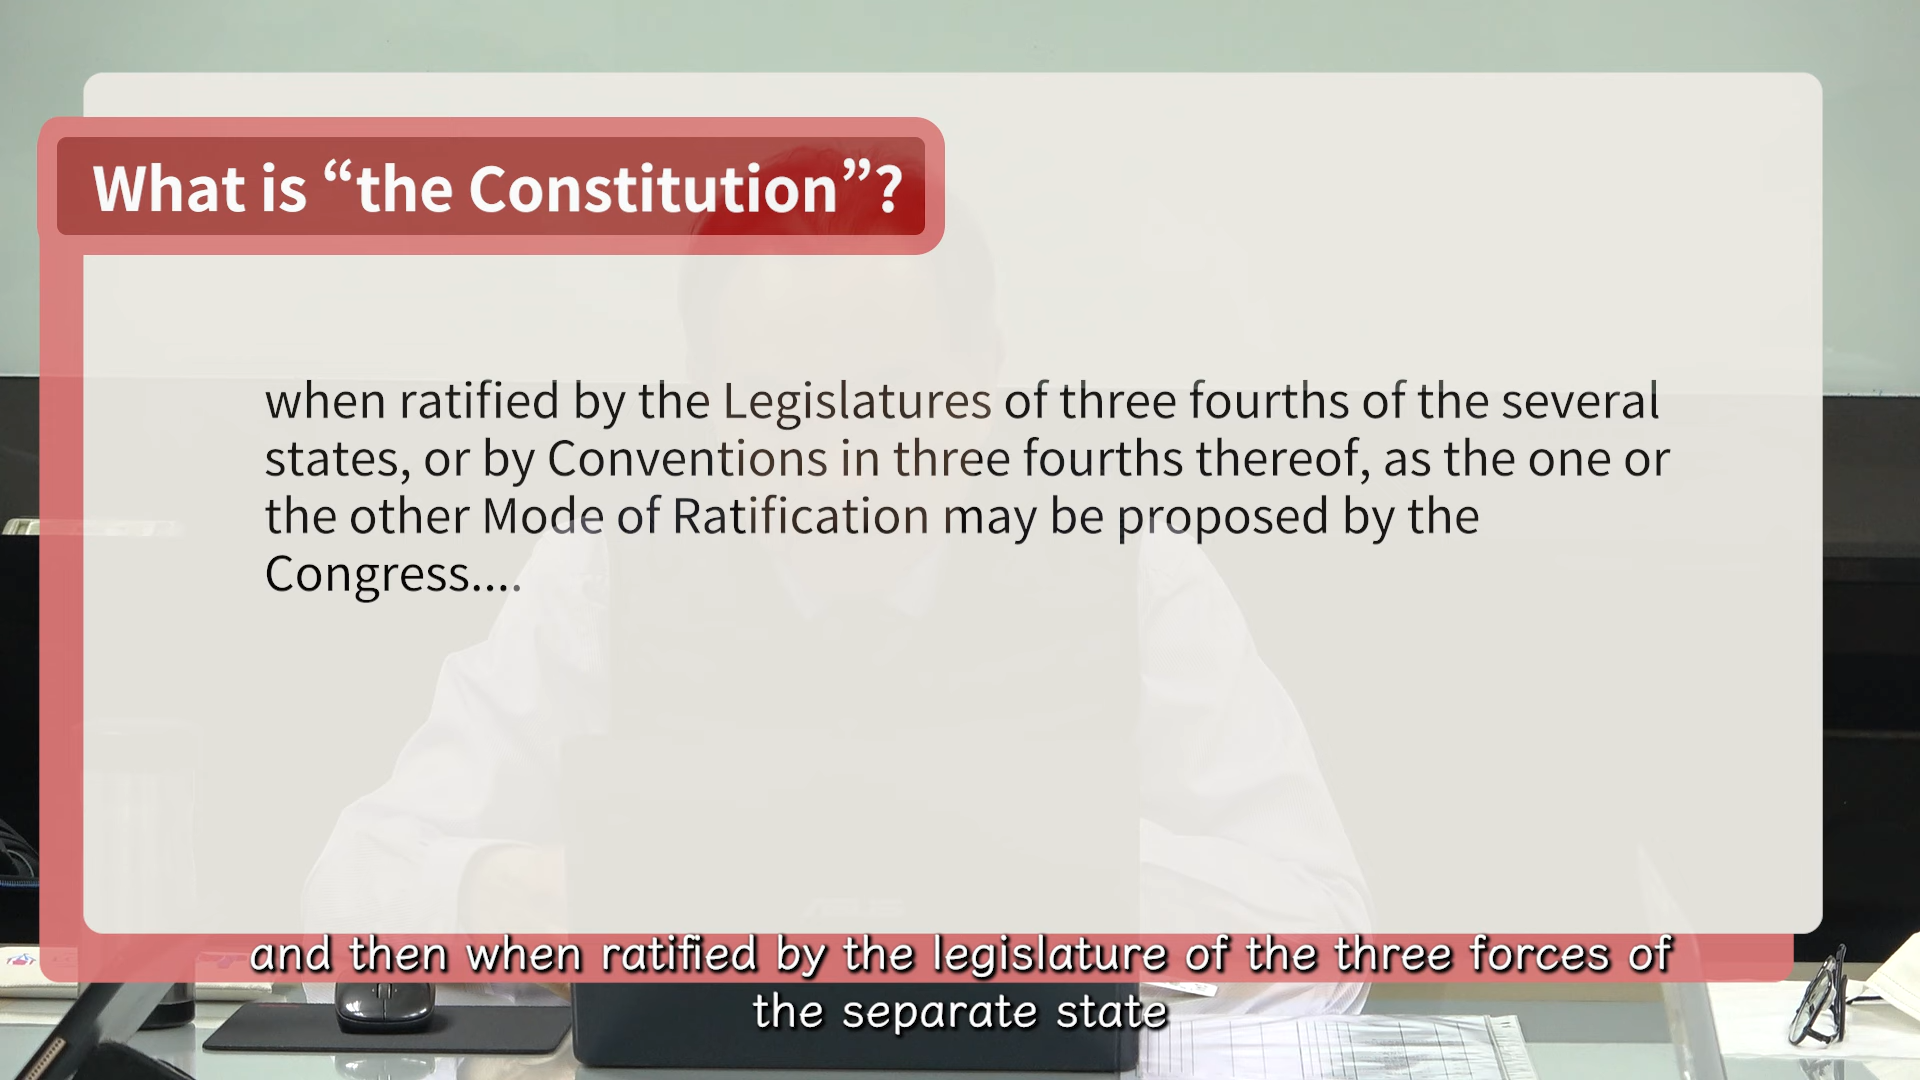 What is “the Constitution”?
when ratified by the Legislatures of three fourths of the several
states, or by Conventions in three fourths thereof, as the one or
the other Mode of Ratification may be proposed by the
Congress....
ASUS
and then when ratified by the legislature of the three forces of
the separate state